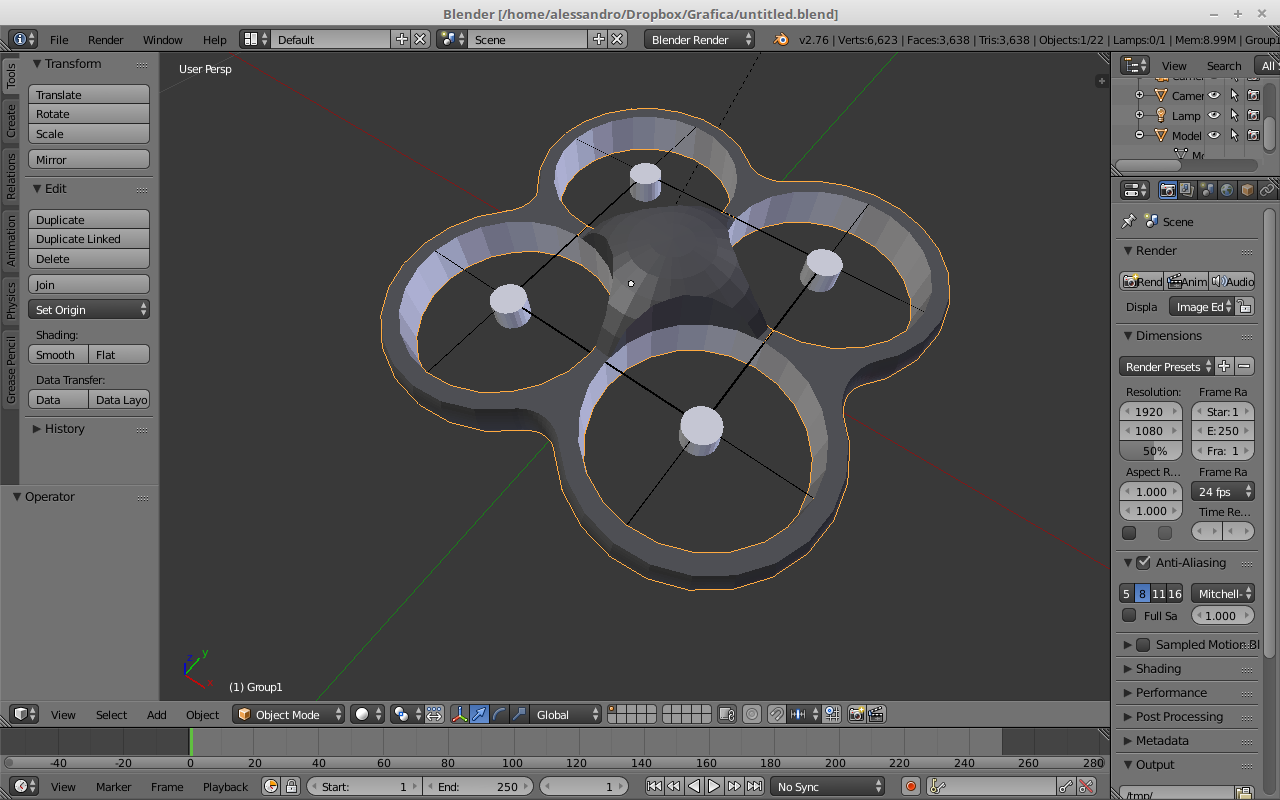 Blender [/home/alessandro/Dropbox/Grafica/untitled.blend]
File Render Window Help Default Scene Blender Render v2.76 | Verts:6,623 | Faces:3,638 | Tris:3,638 | Objects:1/22 | Lamps:0/1 | Mem:8.99M | Group1
Tools
Create
Relations
Animation
Physics
Grease Pencil
Transform
Translate
Rotate
Scale
Mirror
Edit
Duplicate
Duplicate Linked
Delete
Join
Set Origin
Shading:
Smooth Flat
Data Transfer:
Data Data Layo
History
Operator
User Persp
z y x
(1) Group1
View Select Add Object Object Mode Global
-40 -20 0 20 40 60 80 100 120 140 160 180 200 220 240 260 280
View Marker Frame Playback Start: 1 End: 250 1 No Sync
View Search All S
Camer
Lamp
Model
Scene
Render
Rend Anim Audio
Displa Image Ed
Dimensions
Render Presets
Resolution: Frame Ra
1920 Star: 1
1080 E: 250
50% Fra: 1
Aspect R... Frame Ra
1.000 24 fps
1.000 Time Re...
Anti-Aliasing
5 8 11 16 Mitchell-
Full Sa 1.000
Sampled Motion Bl
Shading
Performance
Post Processing
Metadata
Output
/tmp/